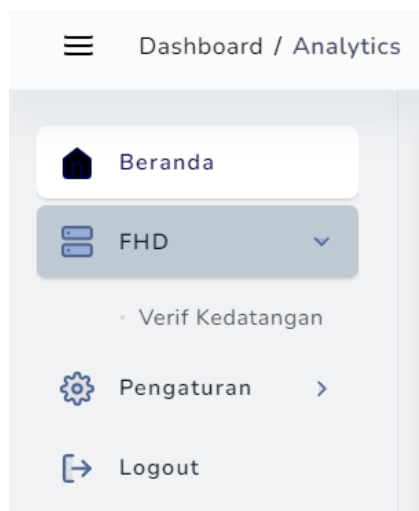 Dashboard / Analytics
Beranda
FHD
Verif Kedatangan
Pengaturan
Logout